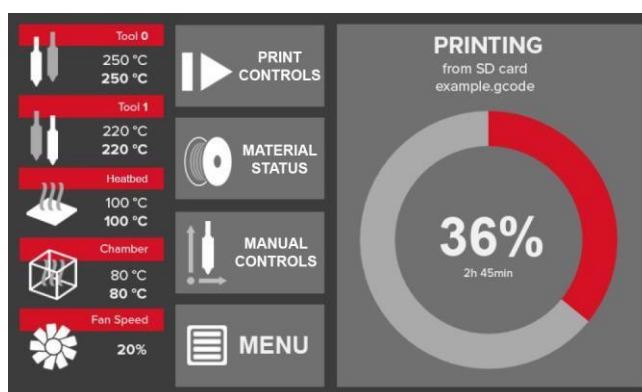 Tool 0
250 °C
250 °C
Tool 1
220 °C
220 °C
Heatbed
100 °C
100 °C
Chamber
80 °C
80 °C
Fan Speed
20%
PRINT
CONTROLS
MATERIAL
STATUS
MANUAL
CONTROLS
MENU
PRINTING
from SD card
example.gcode
36%
2h 45min